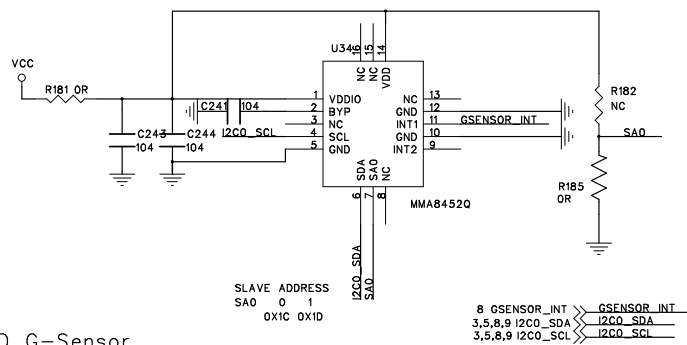 U34
16 15 14
NC NC VDD
VCC
R181 0R
1 VDDIO
2 BYP
3 NC
4 SCL
5 GND
C241 104
I2C0_SCL
C243
104
C244
104
NC 13
GND 12
INT1 11
GND 10
INT2 9
GSENSOR_INT
SDA SA0 NC
6 7 8
MMA8452Q
I2C0_SDA
SA0
R182
NC
SA0
R185
0R
SLAVE ADDRESS
SA0 0 1
0X1C 0X1D
8 GSENSOR_INT GSENSOR_INT
3,5,8,9 I2C0_SDA I2C0_SDA
3,5,8,9 I2C0_SCL I2C0_SCL
D G-Sensor